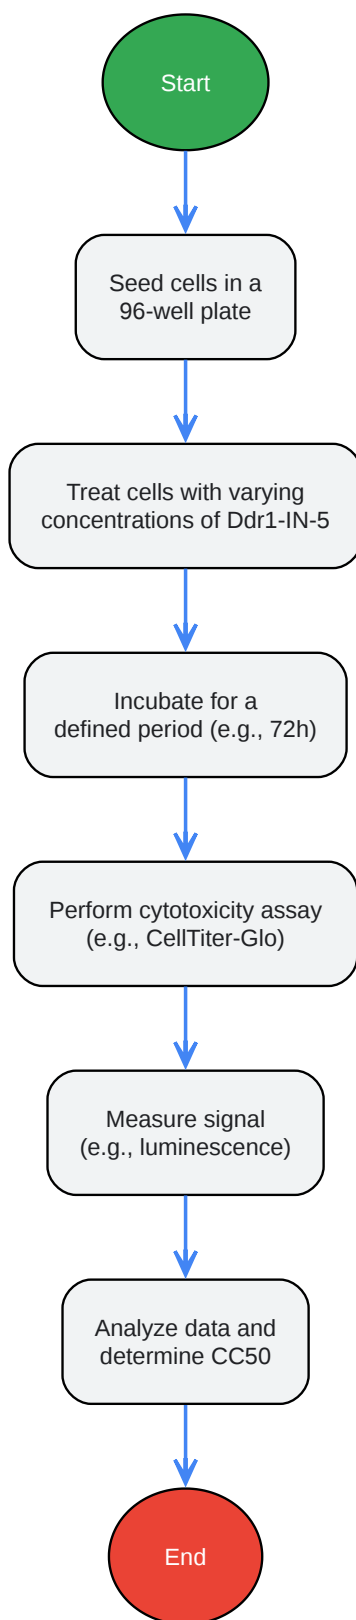 Start
Seed cells in a
96-well plate
Treat cells with varying
concentrations of Ddr1-IN-5
Incubate for a
defined period (e.g., 72h)
Perform cytotoxicity assay
(e.g., CellTiter-Glo)
Measure signal
(e.g., luminescence)
Analyze data and
determine CC50
End